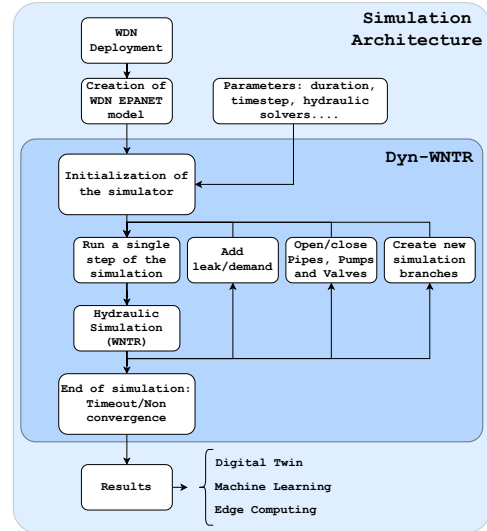 Simulation
Architecture
WDN
Deployment
Creation of
WDN EPANET
model
Parameters: duration,
timestep, hydraulic
solvers....
Dyn-WNTR
Initialization of
the simulator
Run a single
step of the
simulation
Add
leak/demand
Open/close
Pipes, Pumps
and Valves
Create new
simulation
branches
Hydraulic
Simulation
(WNTR)
End of simulation:
Timeout/Non
convergence
Results
Digital Twin
Machine Learning
Edge Computing